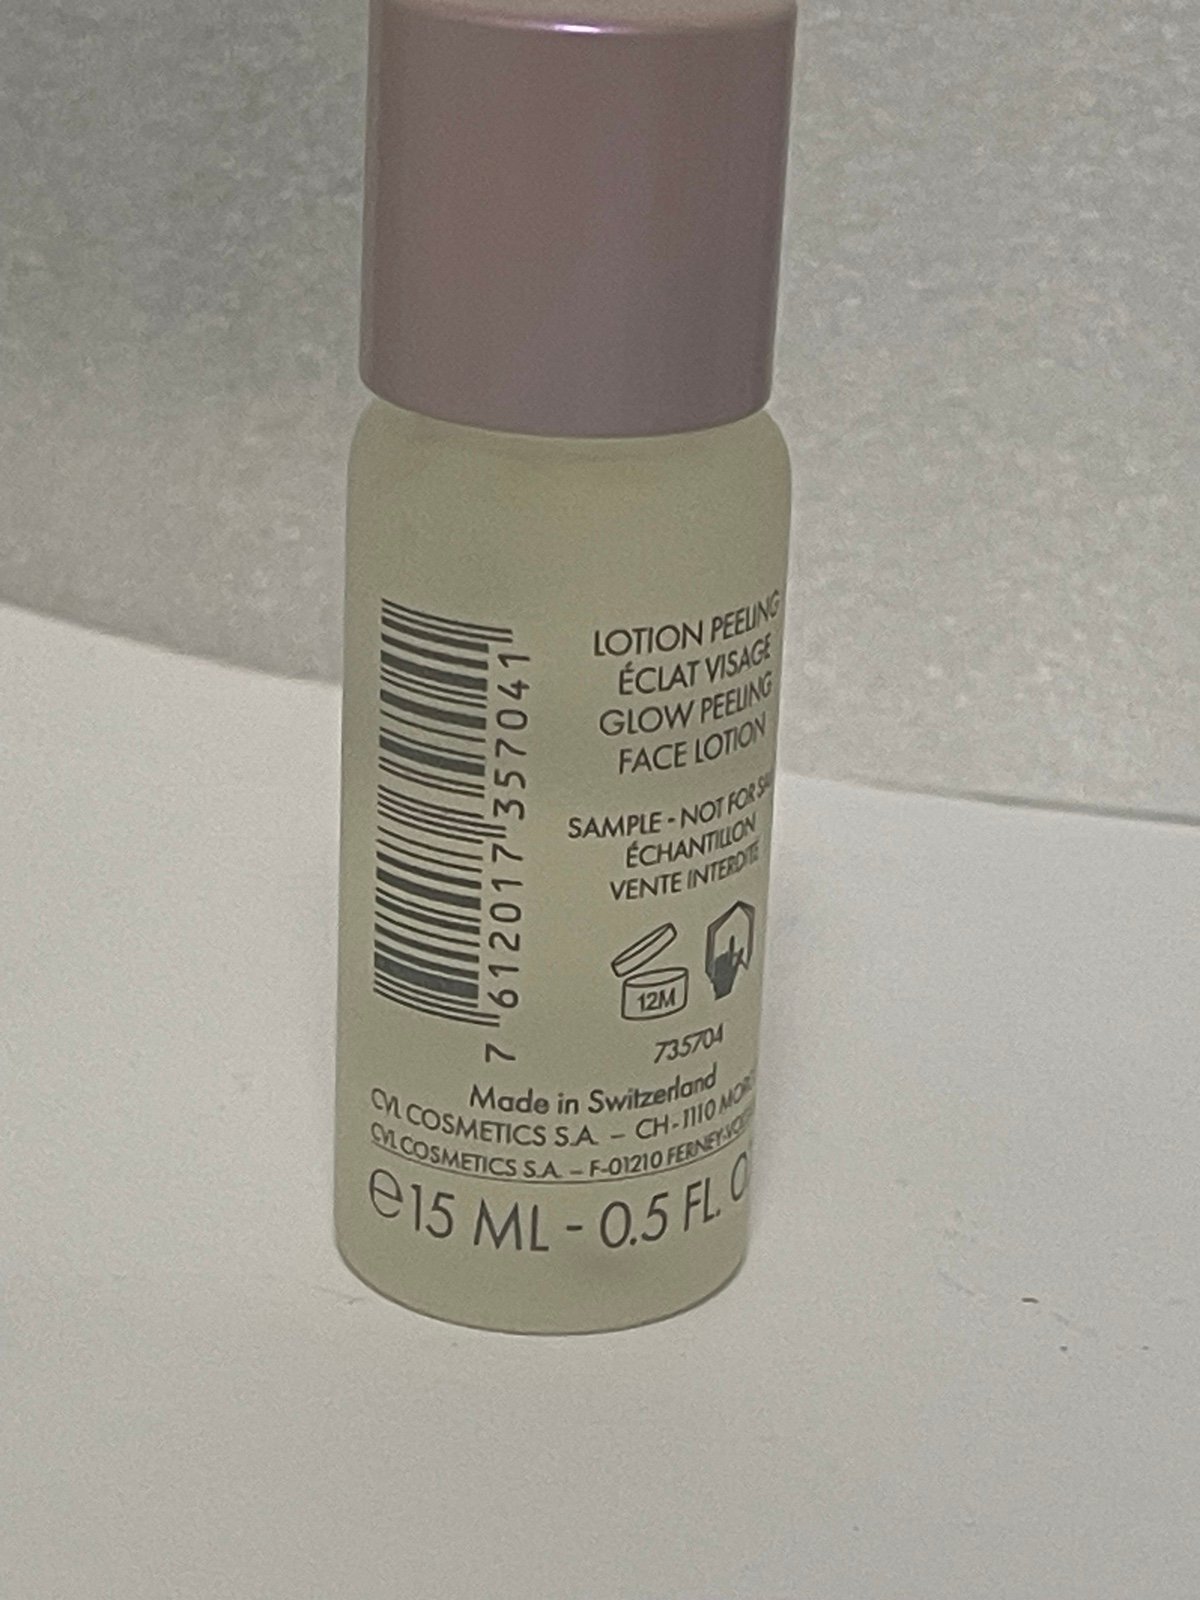 7 612017 357041
LOTION PEELING
ÉCLAT VISAGE
GLOW PEELING
FACE LOTION
SAMPLE - NOT FOR
ÉCHANTILLON
VENTE INTERDITE
12M
735704
Made in Switzerland
CVL COSMETICS S.A. – CH-1110
CVL COSMETICS S.A. – F-01210
e15 ML - 0.5 FL.